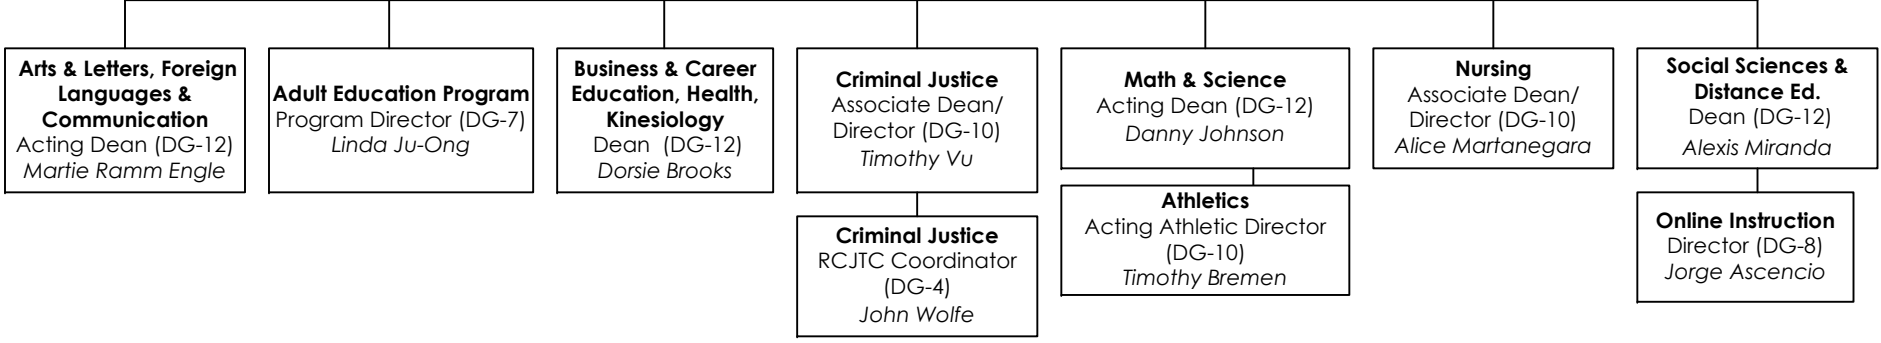 Arts & Letters, Foreign
Languages &
Communication
Acting Dean (DG-12)
Martie Ramm Engle
Adult Education Program
Program Director (DG-7)
Linda Ju-Ong
Business & Career
Education, Health,
Kinesiology
Dean (DG-12)
Dorsie Brooks
Criminal Justice
Associate Dean/
Director (DG-10)
Timothy Vu
Criminal Justice
RCJTC Coordinator
(DG-4)
John Wolfe
Math & Science
Acting Dean (DG-12)
Danny Johnson
Athletics
Acting Athletic Director
(DG-10)
Timothy Bremen
Nursing
Associate Dean/
Director (DG-10)
Alice Martanegara
Social Sciences &
Distance Ed.
Dean (DG-12)
Alexis Miranda
Online Instruction
Director (DG-8)
Jorge Ascencio